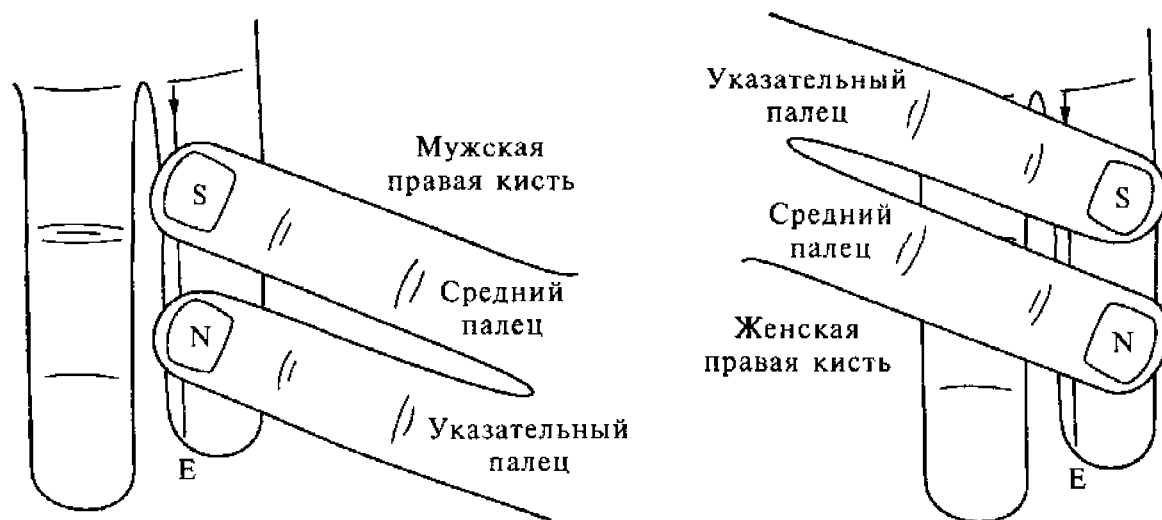 Мужская
правая кисть
S
Средний
палец
N
Указательный
палец
E
Указательный
палец
S
Средний
палец
Женская
правая кисть
N
E